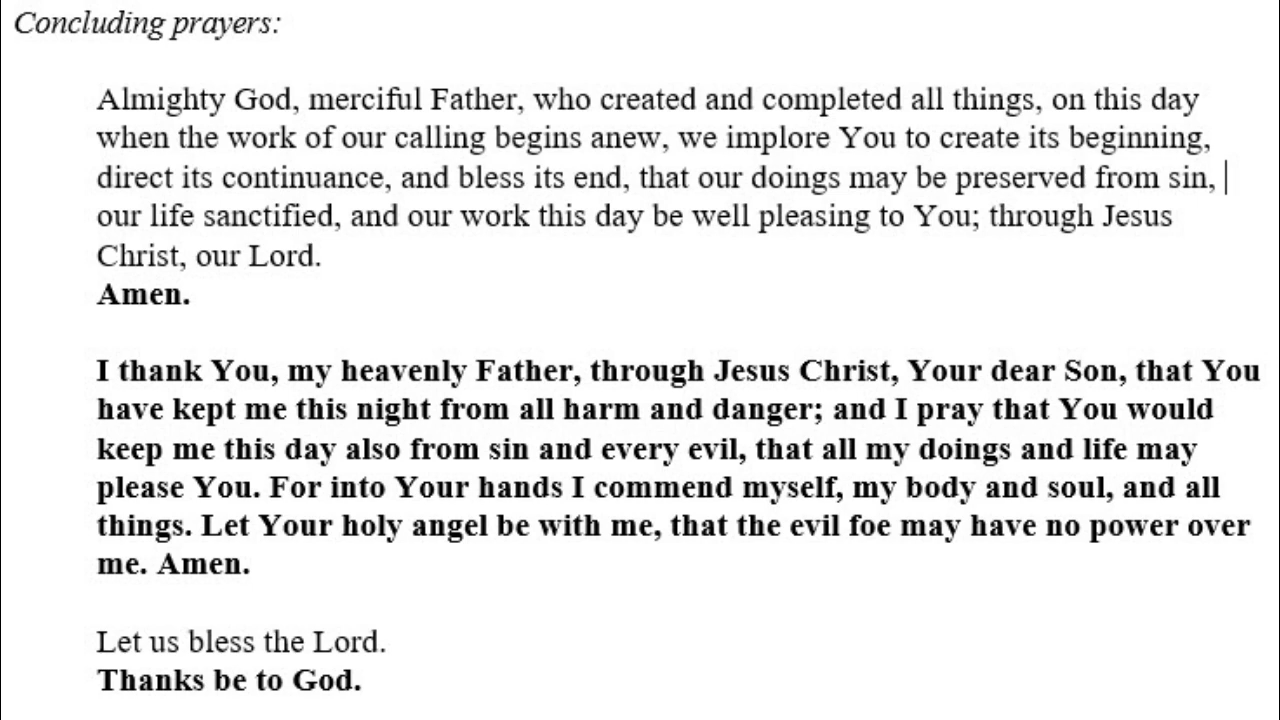 Concluding prayers:
Almighty God, merciful Father, who created and completed all things, on this day
when the work of our calling begins anew, we implore You to create its beginning,
direct its continuance, and bless its end, that our doings may be preserved from sin,
our life sanctified, and our work this day be well pleasing to You; through Jesus
Christ, our Lord.
Amen.
I thank You, my heavenly Father, through Jesus Christ, Your dear Son, that You
have kept me this night from all harm and danger; and I pray that You would
keep me this day also from sin and every evil, that all my doings and life may
please You. For into Your hands I commend myself, my body and soul, and all
things. Let Your holy angel be with me, that the evil foe may have no power over
me. Amen.
Let us bless the Lord.
Thanks be to God.